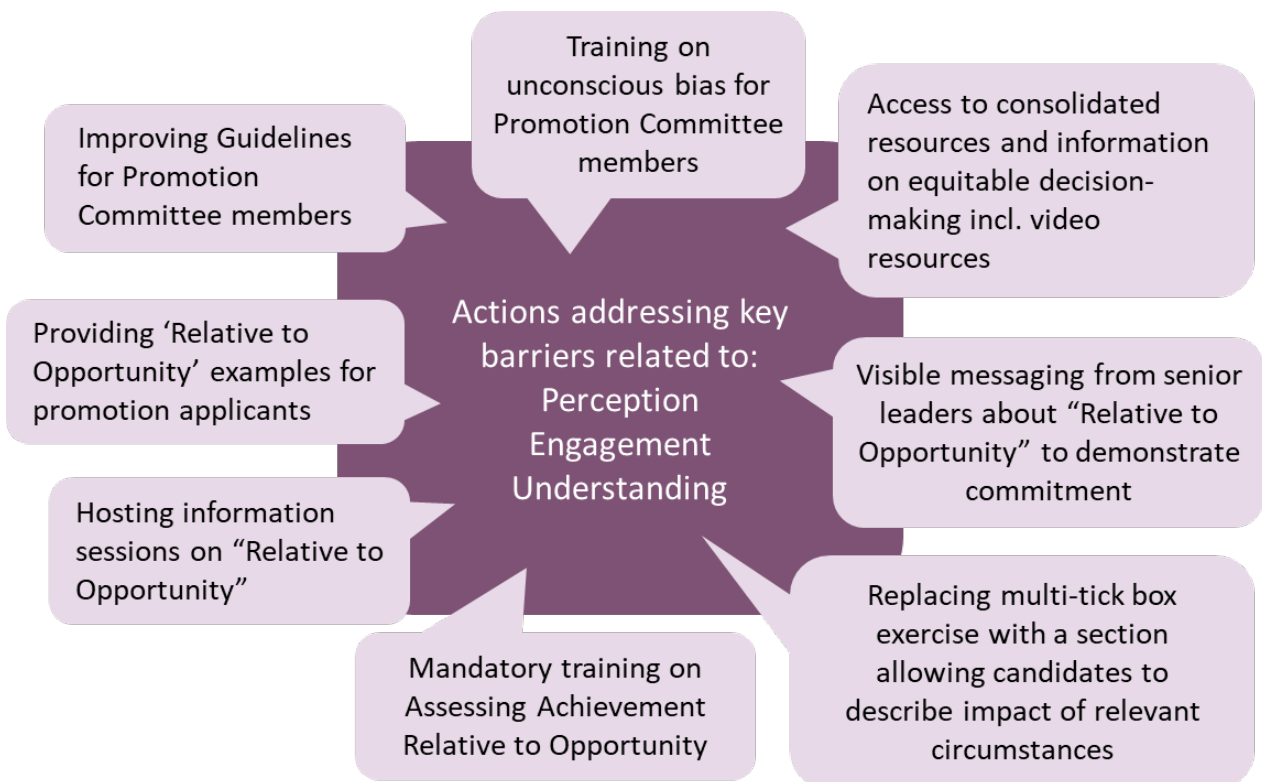 Training on
unconscious bias for
Promotion Committee
members
Access to consolidated
resources and information
on equitable decision-
making incl. video
resources
Visible messaging from senior
leaders about “Relative to
Opportunity” to demonstrate
commitment
Replacing multi-tick box
exercise with a section
allowing candidates to
describe impact of relevant
circumstances
Mandatory training on
Assessing Achievement
Relative to Opportunity
Hosting information
sessions on “Relative to
Opportunity”
Providing ‘Relative to
Opportunity’ examples for
promotion applicants
Improving Guidelines
for Promotion
Committee members
Actions addressing key
barriers related to:
Perception
Engagement
Understanding